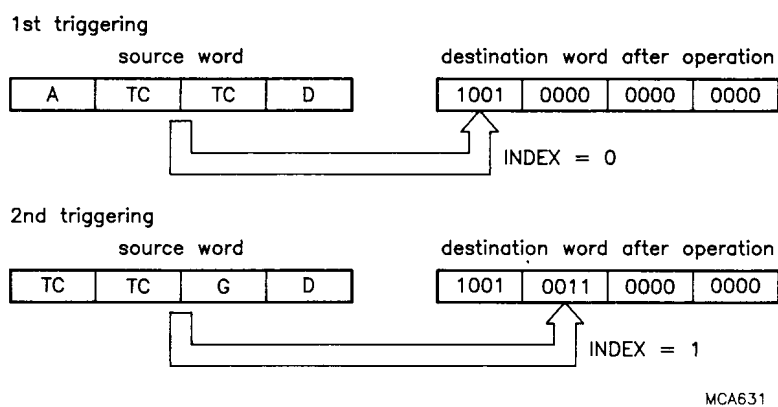 1st triggering
source word destination word after operation
A TC TC D 1001 0000 0000 0000
INDEX = 0
2nd triggering
source word destination word after operation
TC TC G D 1001 0011 0000 0000
INDEX = 1
MCA631